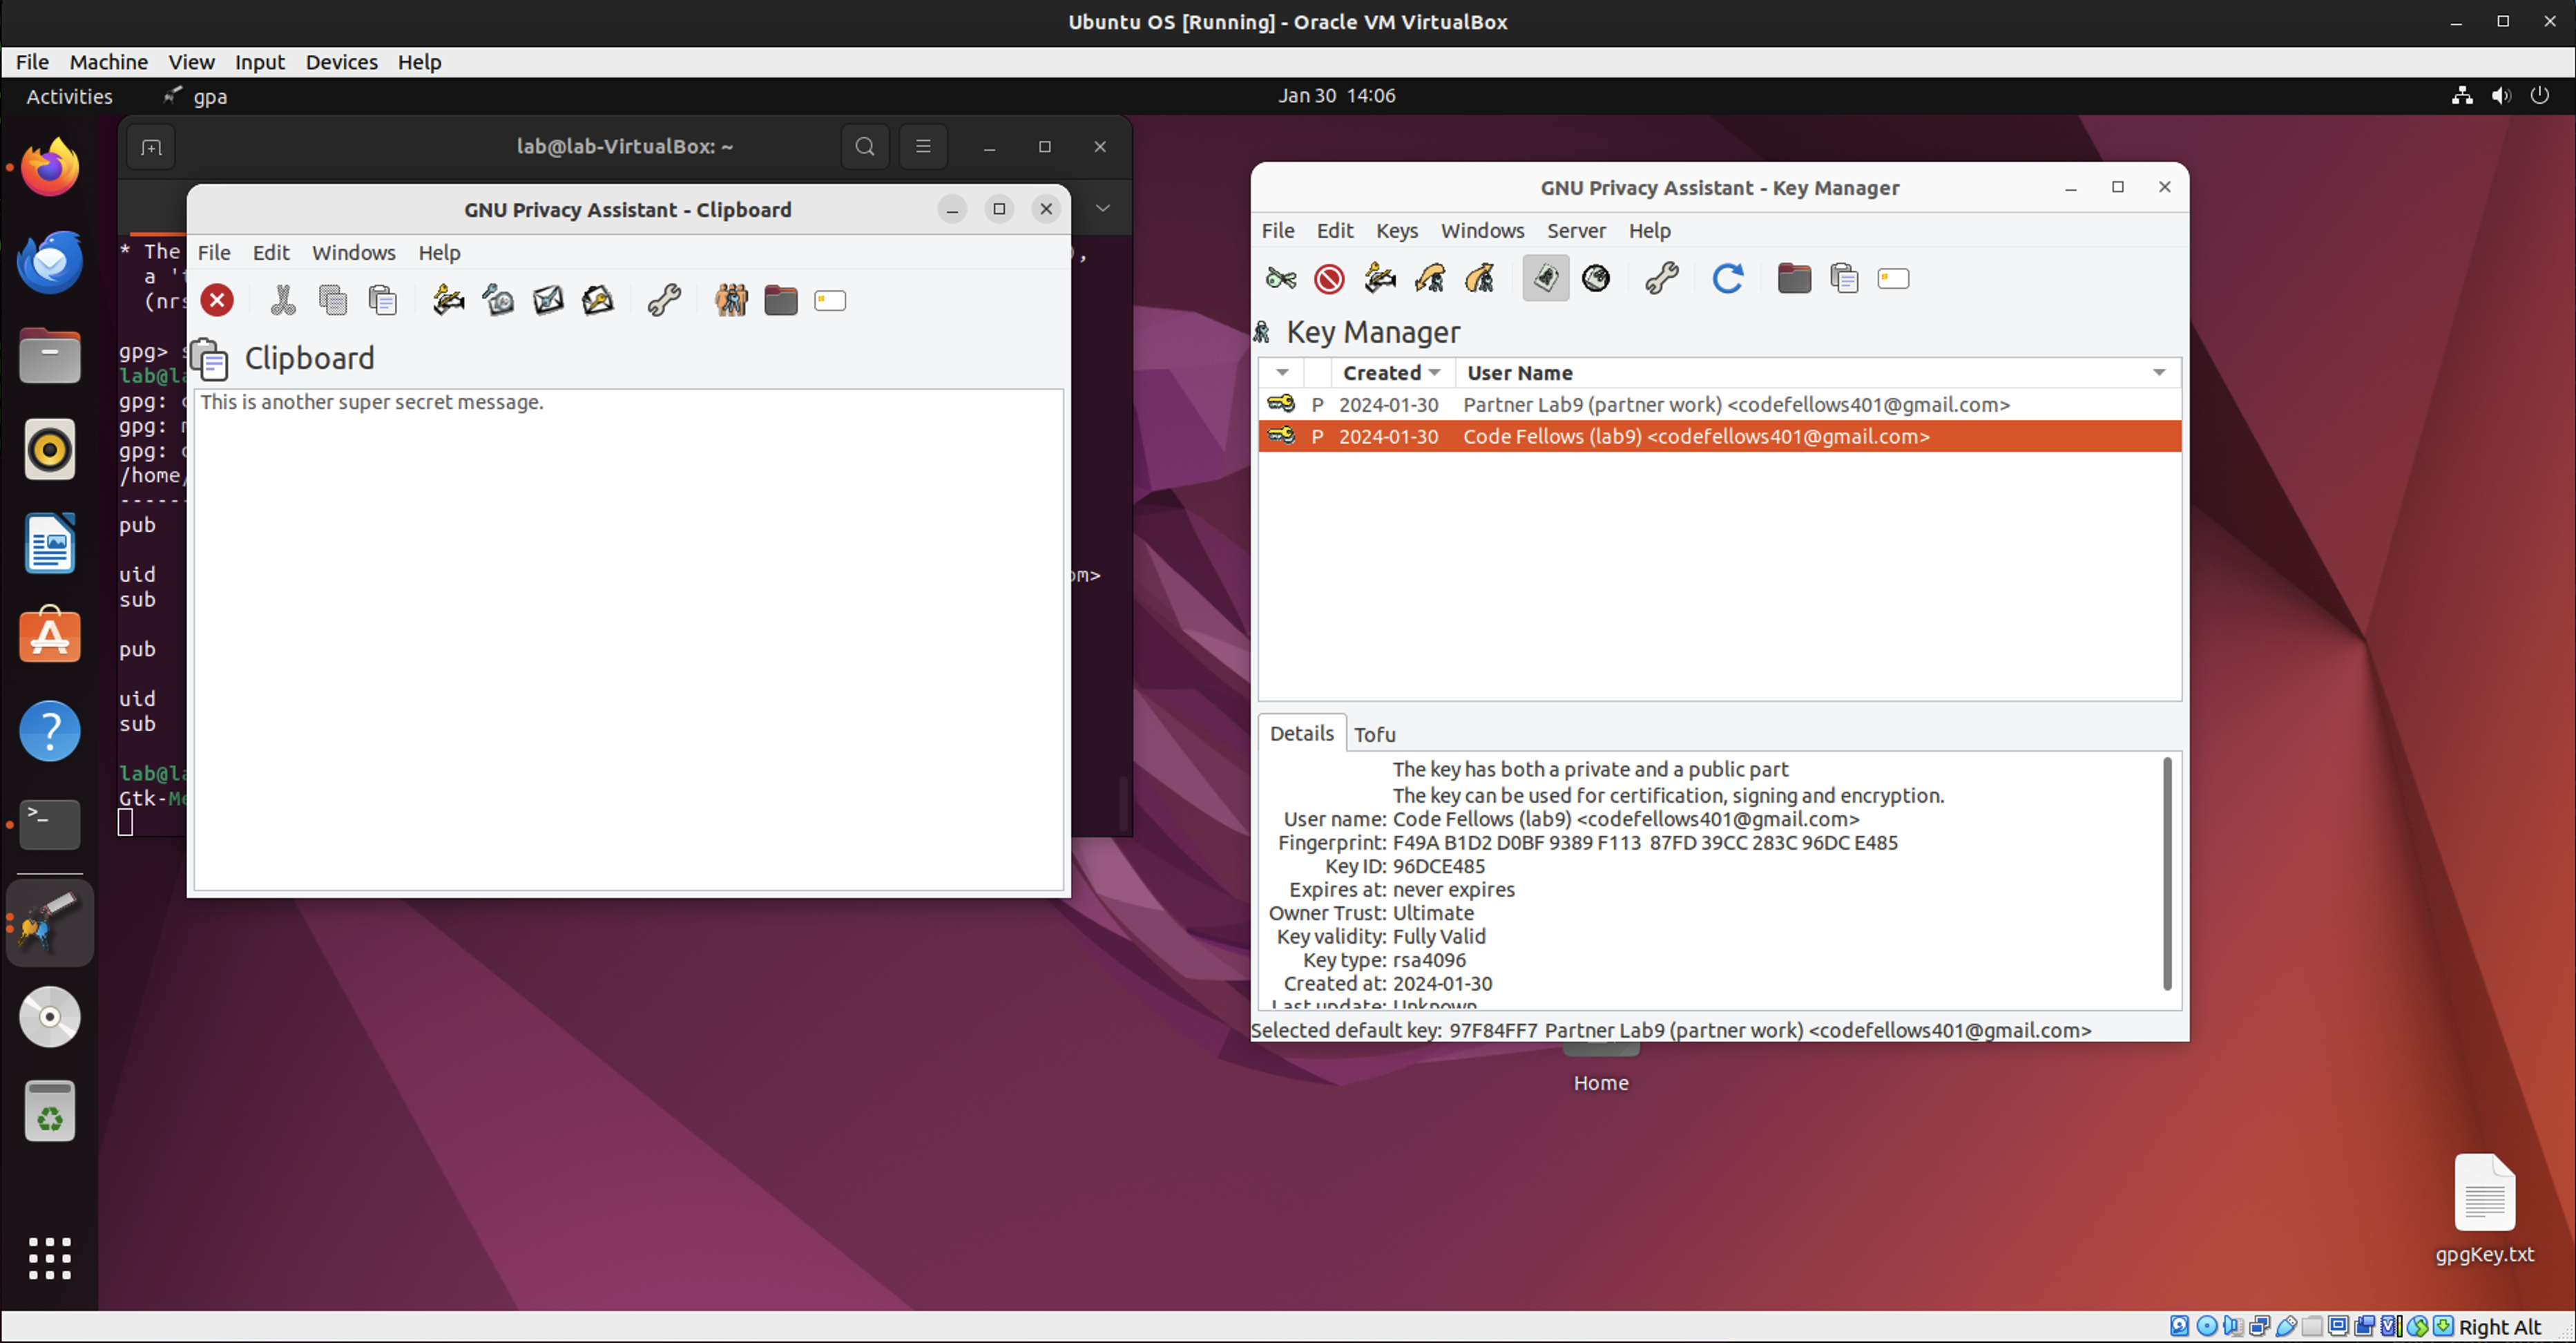 Ubuntu OS [Running] - Oracle VM VirtualBox
File Machine View Input Devices Help
Activities gpa Jan 30 14:06
lab@lab-VirtualBox: ~
GNU Privacy Assistant - Clipboard
File Edit Windows Help
Clipboard
This is another super secret message.
* The ),
a '
(nrs
gpg> s
lab@la
gpg:
gpg:
gpg:
/home/
------
pub
uid om>
sub
pub
uid
sub
lab@la
Gtk-Me
GNU Privacy Assistant - Key Manager
File Edit Keys Windows Server Help
Key Manager
Created User Name
P 2024-01-30 Partner Lab9 (partner work) <codefellows401@gmail.com>
P 2024-01-30 Code Fellows (lab9) <codefellows401@gmail.com>
Details Tofu
The key has both a private and a public part
The key can be used for certification, signing and encryption.
User name: Code Fellows (lab9) <codefellows401@gmail.com>
Fingerprint: F49A B1D2 D0BF 9389 F113 87FD 39CC 283C 96DC E485
Key ID: 96DCE485
Expires at: never expires
Owner Trust: Ultimate
Key validity: Fully Valid
Key type: rsa4096
Created at: 2024-01-30
Last update: Unknown
Selected default key: 97F84FF7 Partner Lab9 (partner work) <codefellows401@gmail.com>
Home
gpgKey.txt
Right Alt